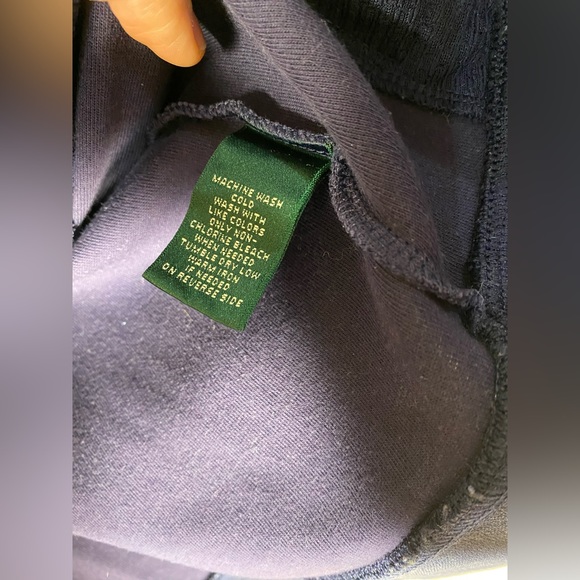 MACHINE WASH
COLD
WASH WITH
LIKE COLORS
ONLY NON-
CHLORINE BLEACH
WHEN NEEDED
TUMBLE DRY LOW
WARM IRON
IF NEEDED
ON REVERSE SIDE